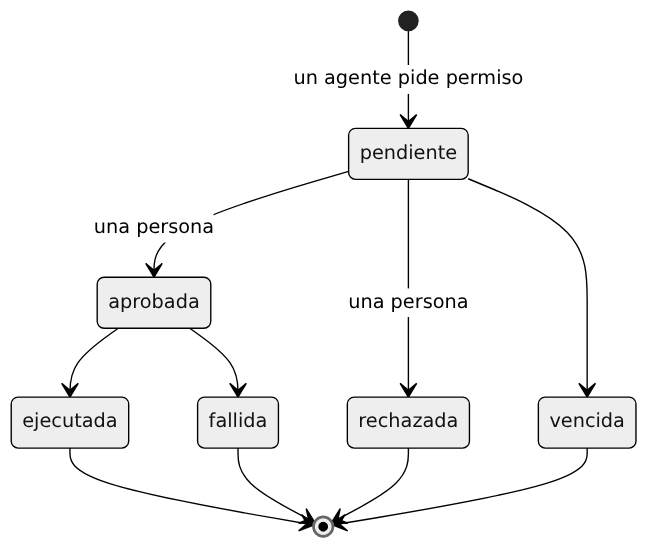 un agente pide permiso
pendiente
una persona
aprobada
una persona
ejecutada
fallida
rechazada
vencida